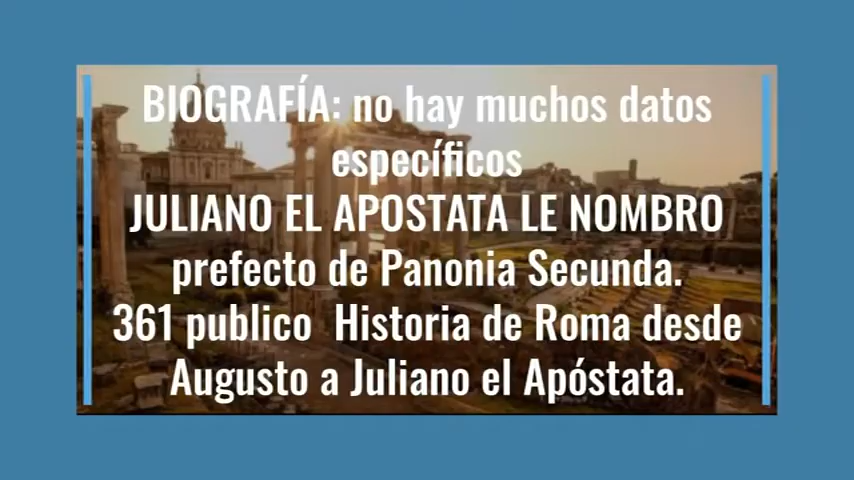 BIOGRAFÍA: no hay muchos datos
específicos
JULIANO EL APOSTATA LE NOMBRO
prefecto de Panonia Secunda.
361 publico  Historia de Roma desde
Augusto a Juliano el Apóstata.